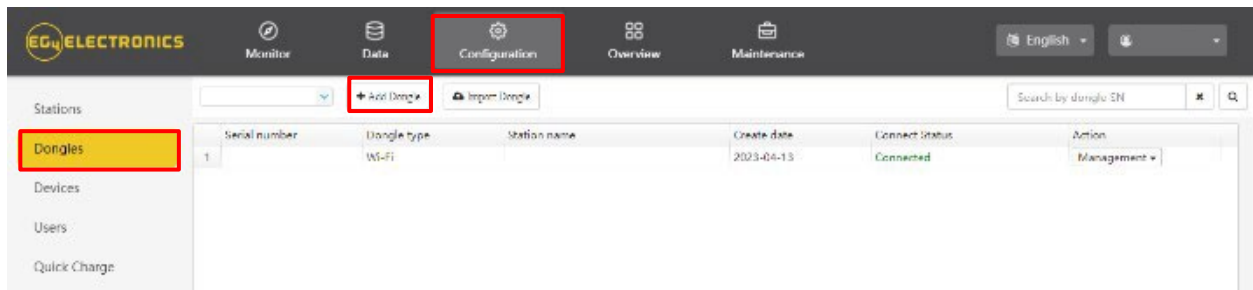 EG4 ELECTRONICS
Monitor
Data
Configuration
Overview
Maintenance
English
Stations
+ Add Dongle
Import Dongle
Search by dongle SN
Serial number
Dongle type
Station name
Create date
Connect Status
Action
Dongles
1
Wi-Fi
2023-04-13
Connected
Management
Devices
Users
Quick Charge